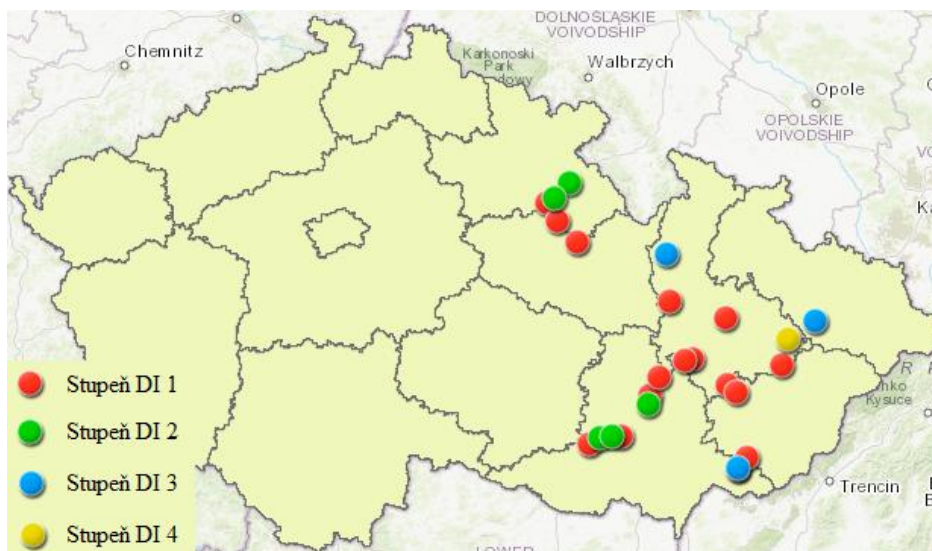 DOLNOŚLĄSKIE
VOIVODSHIP
Chemnitz
Karkonoski
Park
Walbrzych
Opole
OPOLSKIE
VOIVODSHIP
Stupeň DI 1
Kysuce
Stupeň DI 2
Stupeň DI 3
Trencin
Stupeň DI 4
LOWER